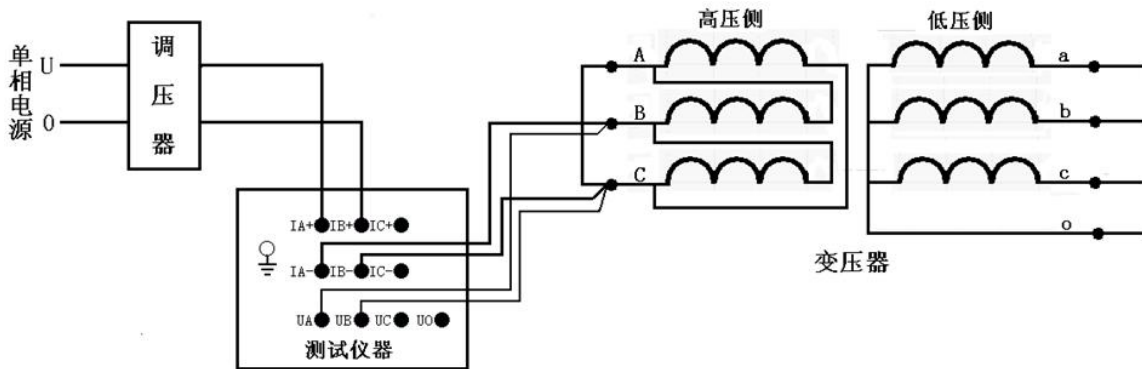 单相电源
U
0
调压器
高压侧
低压侧
A
B
C
a
b
c
o
变压器
IA+ IB+ IC+
IA- IB- IC-
UA UB UC UO
测试仪器